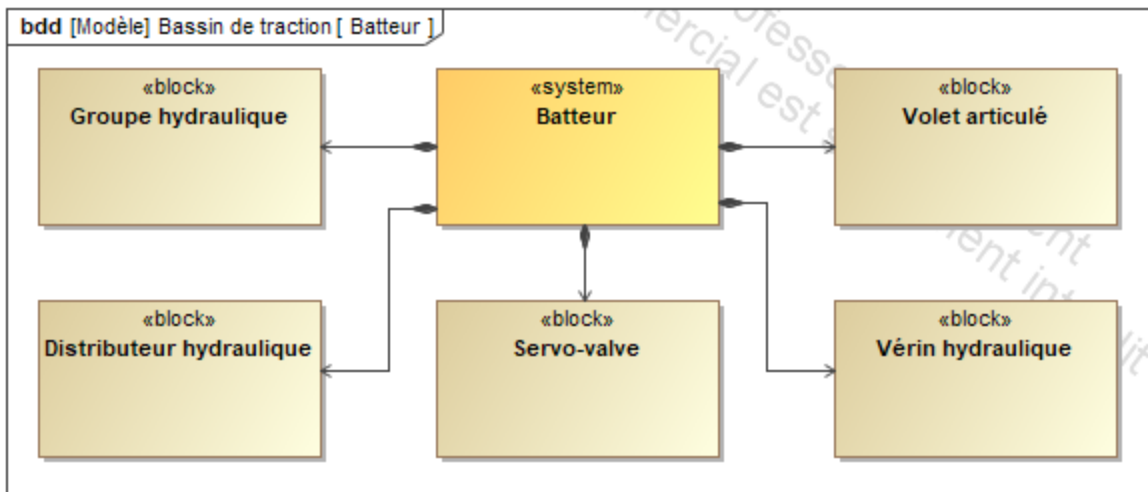 bdd [Modèle] Bassin de traction [ Batteur ]
«block»
Groupe hydraulique
«system»
Batteur
«block»
Volet articulé
«block»
Distributeur hydraulique
«block»
Servo-valve
«block»
Vérin hydraulique